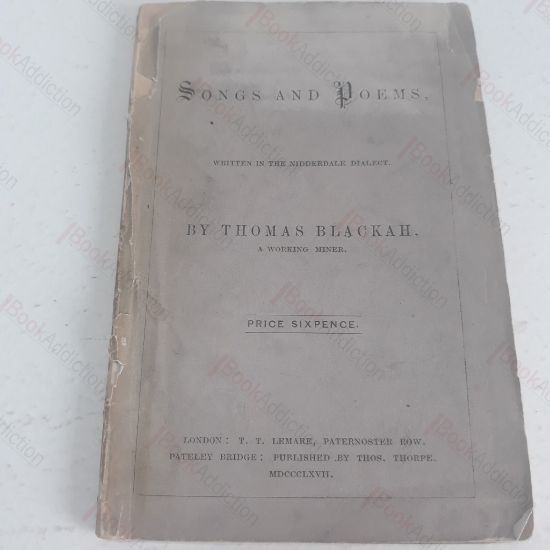 SONGS AND POEMS,
WRITTEN IN THE NIDDERDALE DIALECT.
BY THOMAS BLACKAH,
A WORKING MINER.
PRICE SIXPENCE.
LONDON: T. T. LEMARE, PATERNOSTER ROW.
PATELEY BRIDGE: PUBLISHED BY THOS. THORPE.
MDCCCLXVII.
iBookAddiction